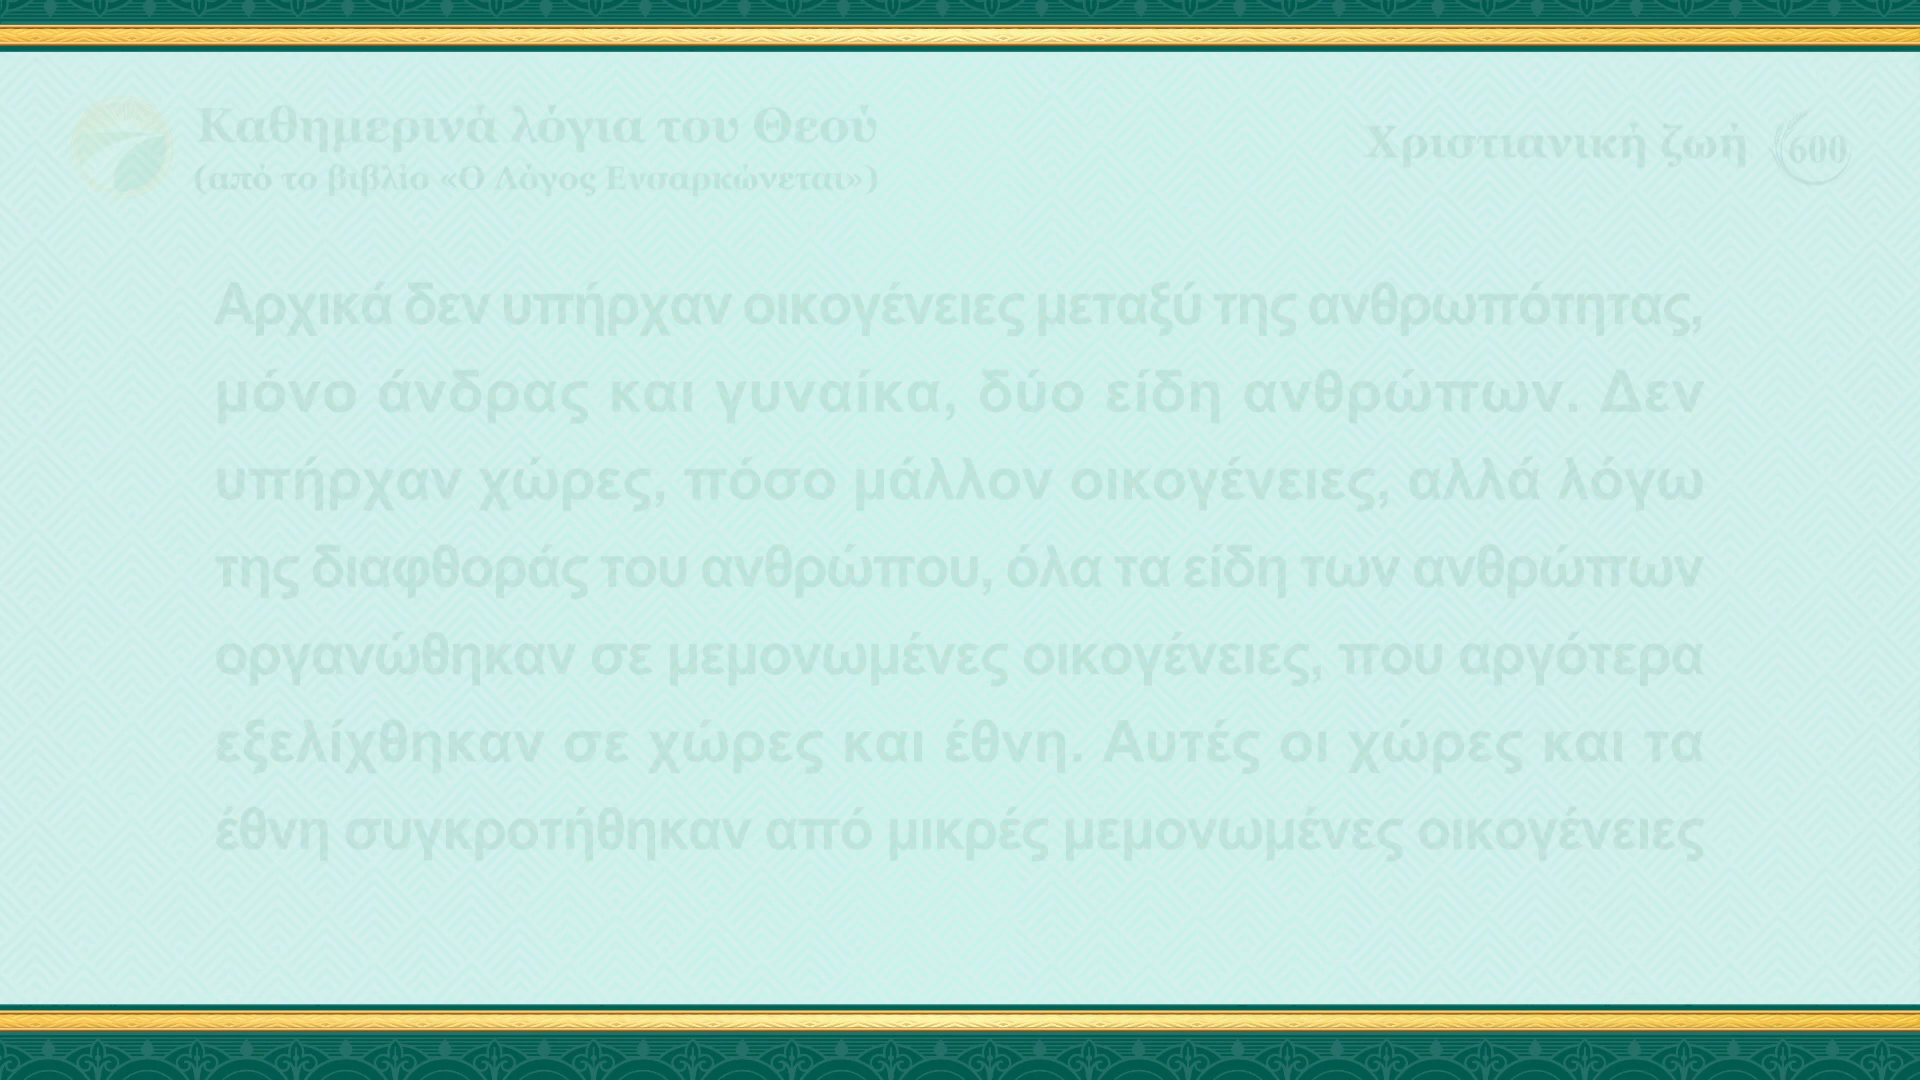 Καθημερινά λόγια του Θεού
(από το βιβλίο «Ο Λόγος Ενσαρκώνεται»)
Χριστιανική ζωή 600
Αρχικά δεν υπήρχαν οικογένειες μεταξύ της ανθρωπότητας,
μόνο άνδρας και γυναίκα, δύο είδη ανθρώπων. Δεν
υπήρχαν χώρες, πόσο μάλλον οικογένειες, αλλά λόγω
της διαφθοράς του ανθρώπου, όλα τα είδη των ανθρώπων
οργανώθηκαν σε μεμονωμένες οικογένειες, που αργότερα
εξελίχθηκαν σε χώρες και έθνη. Αυτές οι χώρες και τα
έθνη συγκροτήθηκαν από μικρές μεμονωμένες οικογένειες